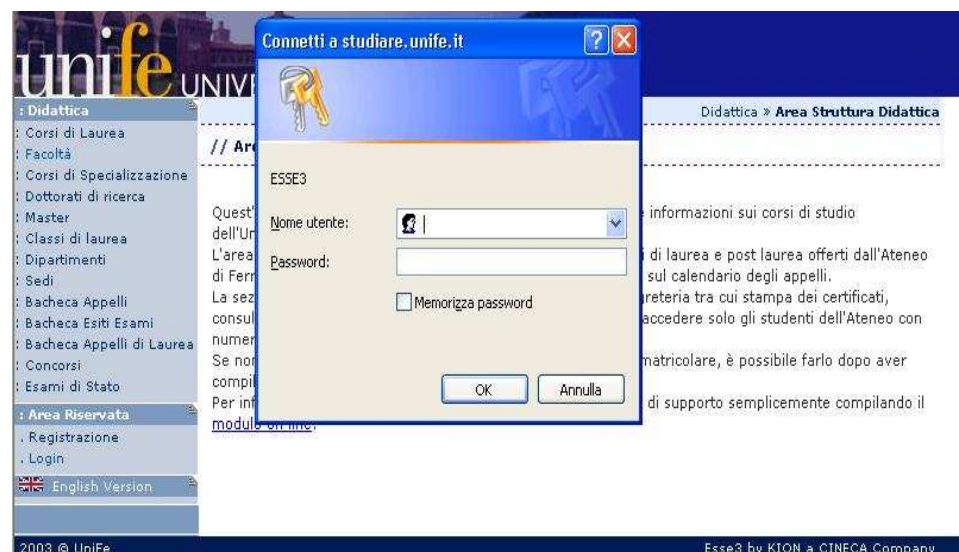 unife
UNIV
Connetti a studiare.unife.it
: Didattica
: Corsi di Laurea
: Facoltà
: Corsi di Specializzazione
: Dottorati di ricerca
: Master
: Classi di laurea
: Dipartimenti
: Sedi
: Bacheca Appelli
: Bacheca Esiti Esami
: Bacheca Appelli di Laurea
: Concorsi
: Esami di Stato
: Area Riservata
. Registrazione
. Login
English Version
Didattica » Area Struttura Didattica
// Are
ESSE3
Nome utente:
Password:
Memorizza password
OK Annulla
Quest' e informazioni sui corsi di studio
dell'Un
L'area i di laurea e post laurea offerti dall'Ateneo
di Ferr sul calendario degli appelli.
La sez greteria tra cui stampa dei certificati,
consul accedere solo gli studenti dell'Ateneo con
numer
Se non matricolare, è possibile farlo dopo aver
compil
Per inf di supporto semplicemente compilando il
modulo on line.
2003 © UniFe Esse3 by KION a CINECA Company